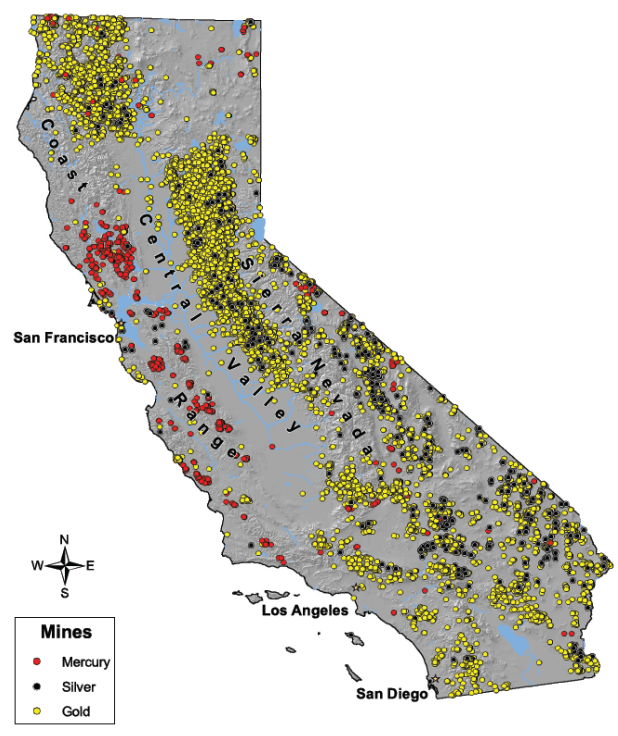 Coast
Range
Central
Valley
Sierra
Nevada
San Francisco
N
W
E
S
Los Angeles
San Diego
Mines
Mercury
Silver
Gold